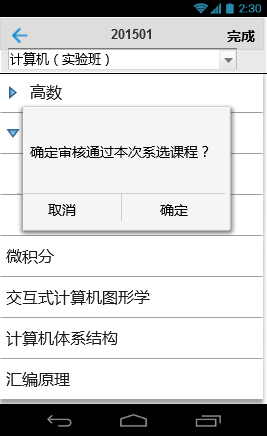 2:30
201501
完成
计算机（实验班）
高数
确定审核通过本次系选课程？
取消
确定
微积分
交互式计算机图形学
计算机体系结构
汇编原理